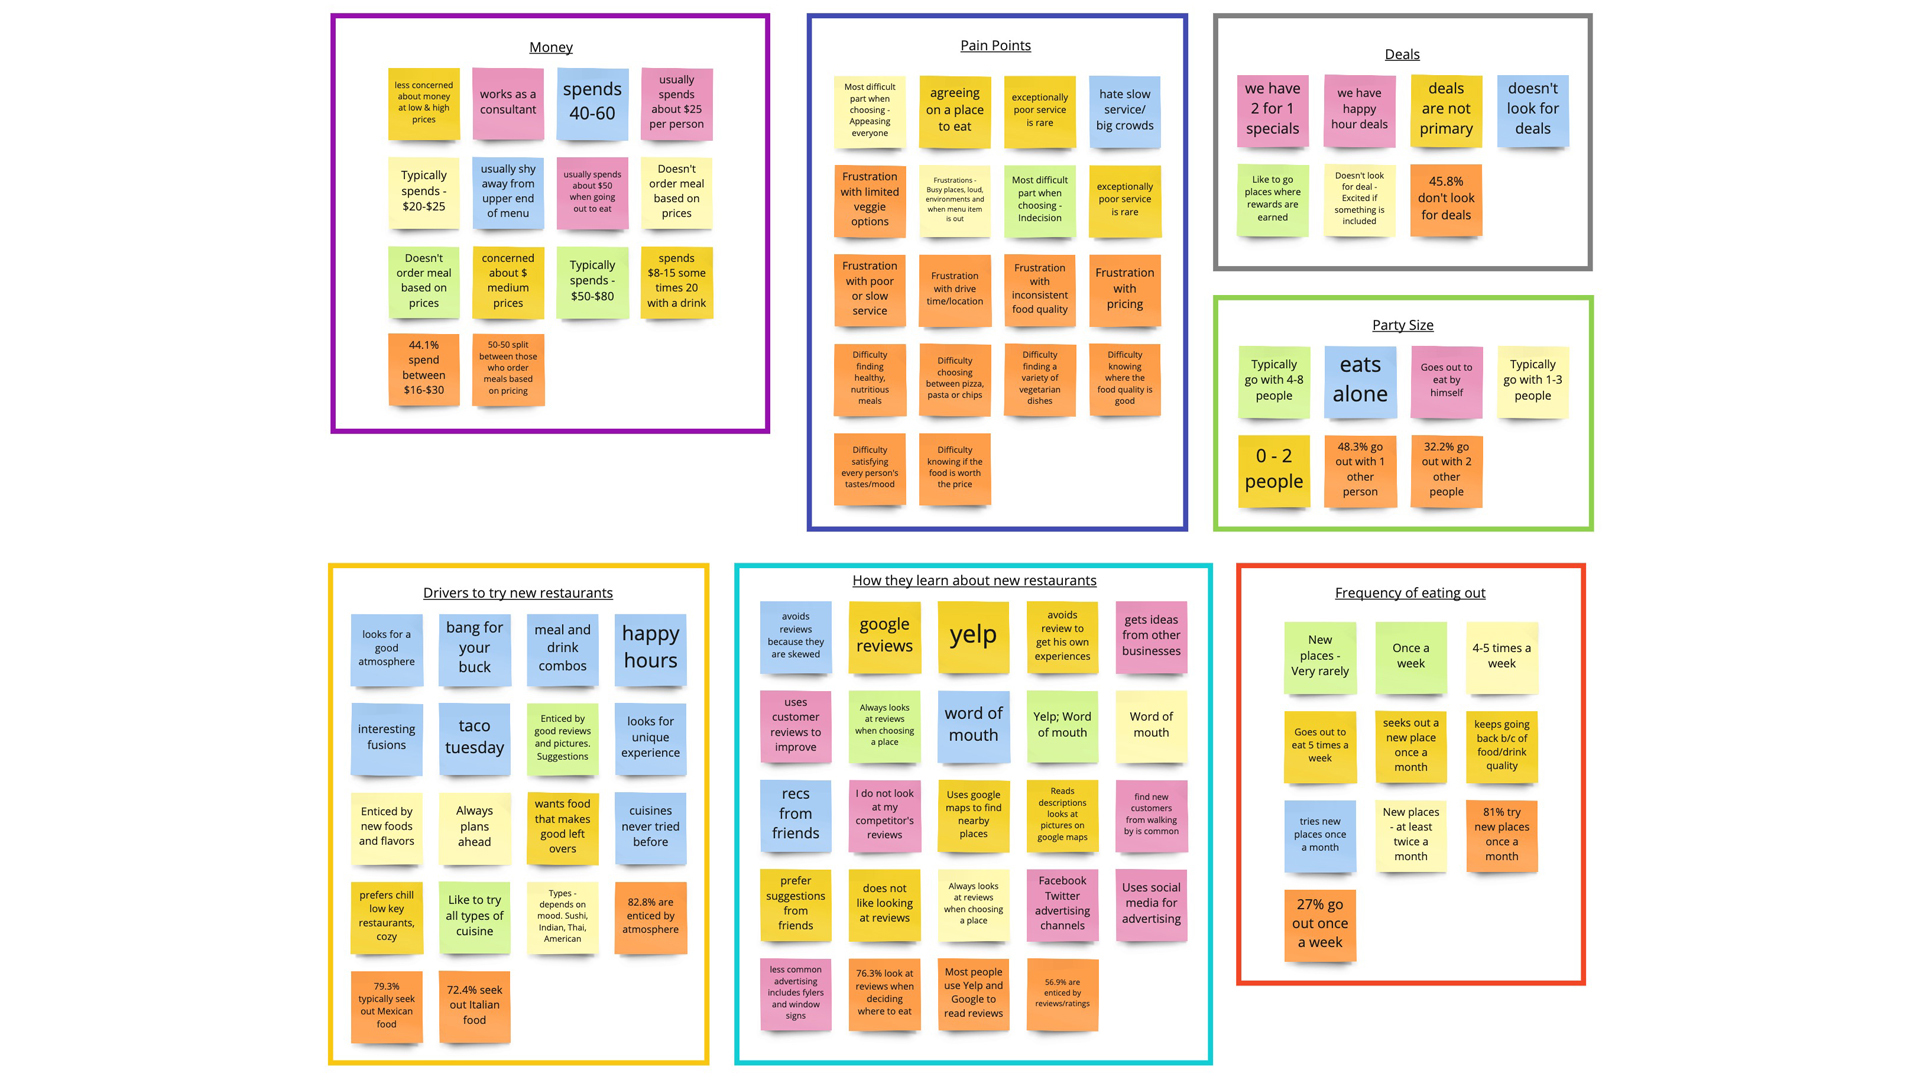 Money
less concerned
about money
at low & high
prices
works as a
consultant
spends
40-60
usually
spends
about $25
per person
Typically
spends -
$20-$25
usually shy
away from
upper end
of menu
usually spends
about $50
when going
out to eat
Doesn't
order meal
based on
prices
Doesn't
order meal
based on
prices
concerned
about $
medium
prices
Typically
spends -
$50-$80
spends
$8-15 some
times 20
with a drink
44.1%
spend
between
$16-$30
50-50 split
between those
who order
meals based
on pricing
Pain Points
Most difficult
part when
choosing -
Appeasing
everyone
agreeing
on a place
to eat
exceptionally
poor service
is rare
hate slow
service/
big crowds
Frustration
with limited
veggie
options
Frustrations -
Busy places, loud,
environments and
when menu item
is out
Most difficult
part when
choosing -
Indecision
exceptionally
poor service
is rare
Frustration
with poor
or slow
service
Frustration
with drive
time/location
Frustration
with
inconsistent
food quality
Frustration
with
pricing
Difficulty
finding
healthy,
nutritious
meals
Difficulty
choosing
between pizza,
pasta or chips
Difficulty
finding a
variety of
vegetarian
dishes
Difficulty
knowing
where the
food quality is
good
Difficulty
satisfying
every person's
tastes/mood
Difficulty
knowing if the
food is worth
the price
Deals
we have
2 for 1
specials
we have
happy
hour deals
deals
are not
primary
doesn't
look for
deals
Like to go
places where
rewards are
earned
Doesn't look
for deal -
Excited if
something is
included
45.8%
don't look
for deals
Party Size
Typically
go with 4-8
people
eats
alone
Goes out to
eat by
himself
Typically
go with 1-3
people
0 - 2
people
48.3% go
out with 1
other
person
32.2% go
out with 2
other
people
Drivers to try new restaurants
looks for a
good
atmosphere
bang for
your
buck
meal and
drink
combos
happy
hours
interesting
fusions
taco
tuesday
Enticed by
good reviews
and pictures.
Suggestions
looks for
unique
experience
Enticed by
new foods
and flavors
Always
plans
ahead
wants food
that makes
good left
overs
cuisines
never tried
before
prefers chill
low key
restaurants,
cozy
Like to try
all types of
cuisine
Types -
depends on
mood. Sushi,
Indian, Thai,
American
82.8% are
enticed by
atmosphere
79.3%
typically seek
out Mexican
food
72.4% seek
out Italian
food
How they learn about new restaurants
avoids
reviews
because they
are skewed
google
reviews
yelp
avoids
review to
get his own
experiences
gets ideas
from other
businesses
uses
customer
reviews to
improve
Always looks
at reviews
when choosing
a place
word of
mouth
Yelp; Word
of mouth
Word of
mouth
recs
from
friends
I do not look
at my
competitor's
reviews
Uses google
maps to find
nearby
places
Reads
descriptions
looks at
pictures on
google maps
find new
customers
from walking
by is common
prefer
suggestions
from
friends
does not
like looking
at reviews
Always looks
at reviews
when choosing
a place
Facebook
Twitter
advertising
channels
Uses social
media for
advertising
less common
advertising
includes fylers
and window
signs
76.3% look at
reviews when
deciding
where to eat
Most people
use Yelp and
Google to
read reviews
56.9% are
enticed by
reviews/ratings
Frequency of eating out
New
places -
Very rarely
Once a
week
4-5 times a
week
Goes out to
eat 5 times a
week
seeks out a
new place
once a
month
keeps going
back b/c of
food/drink
quality
tries new
places once
a month
New places
- at least
twice a
month
81% try
new places
once a
month
27% go
out once
a week